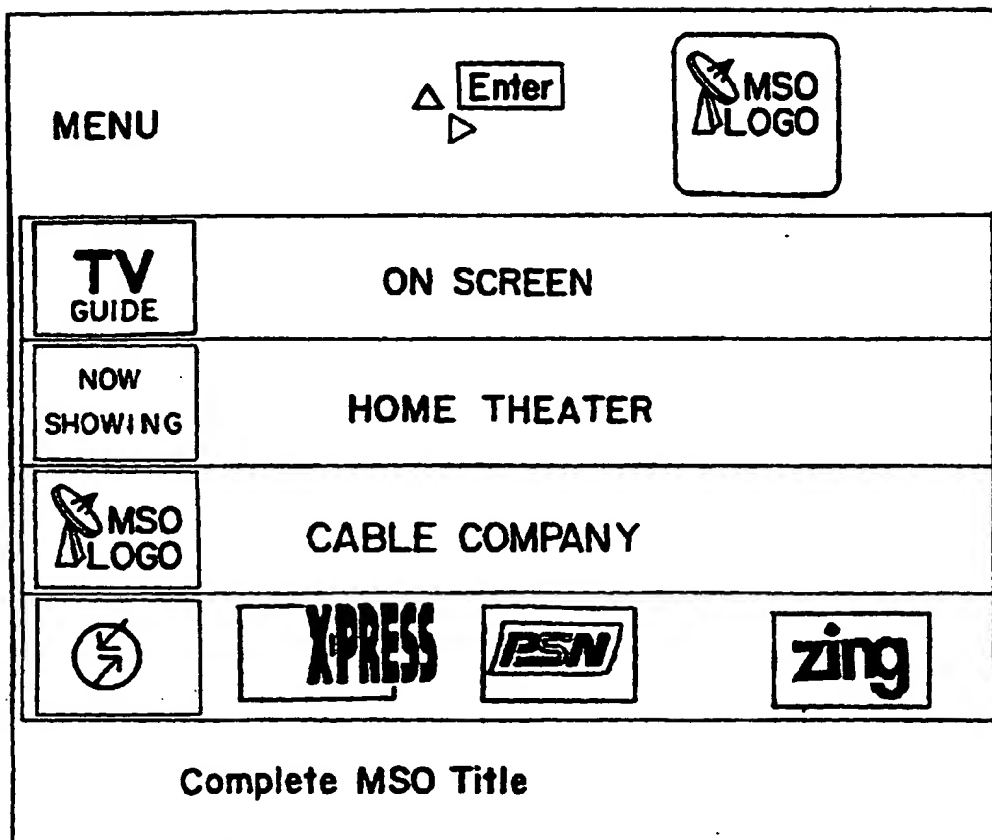 MENU
Enter
MSO
LOGO
TV
GUIDE
ON SCREEN
NOW
SHOWING
HOME THEATER
MSO
LOGO
CABLE COMPANY
X-PRESS
PSN
zing
Complete MSO Title